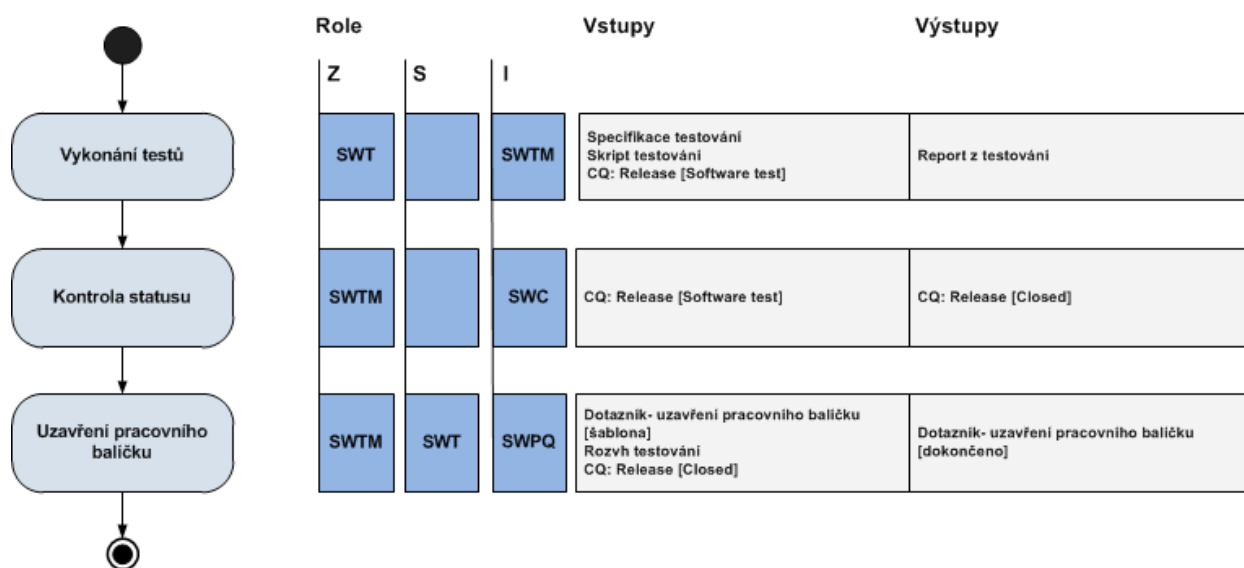 Role
Vstupy
Výstupy
Z
S
I
Vykonání testů
SWT
SWTM
Specifikace testování
Skript testování
CQ: Release [Software test]
Report z testování
Kontrola statusu
SWTM
SWC
CQ: Release [Software test]
CQ: Release [Closed]
Uzavření pracovního
balíčku
SWTM
SWT
SWPQ
Dotazník- uzavření pracovního balíčku
[šablona]
Rozvh testování
CQ: Release [Closed]
Dotazník- uzavření pracovního balíčku
[dokončeno]